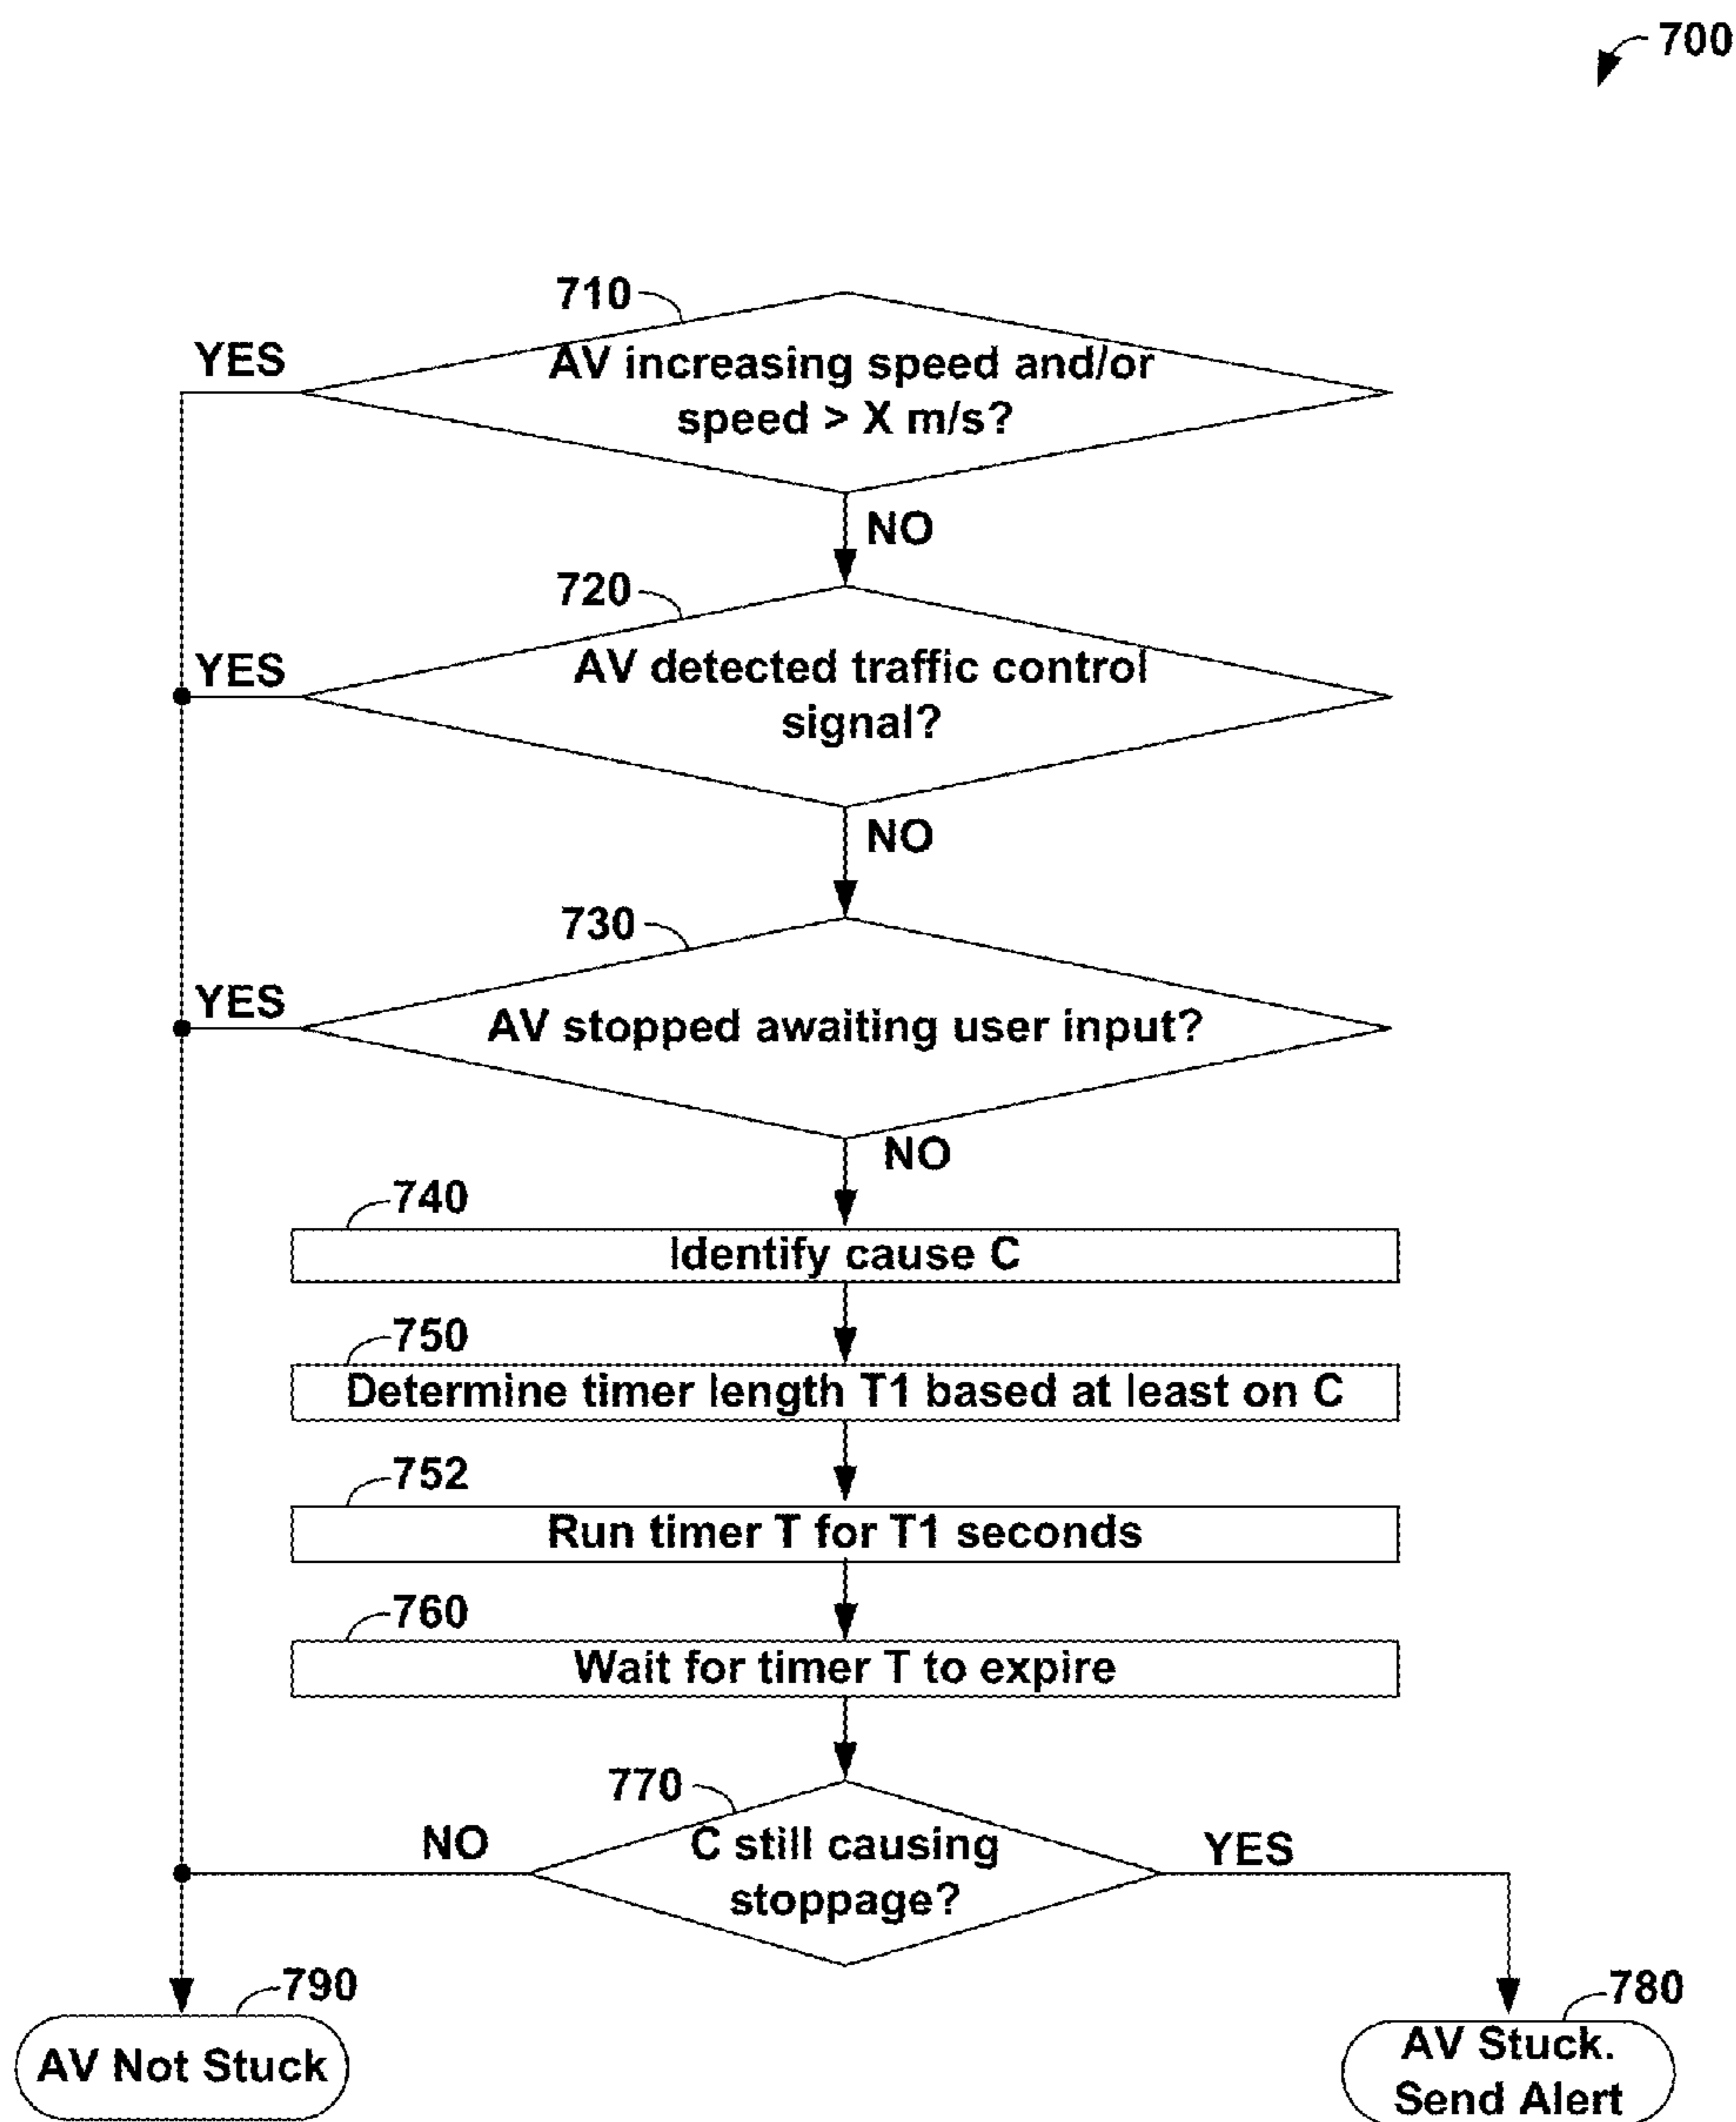 700
710
YES
AV increasing speed and/or
speed > X m/s?
NO
720
YES
AV detected traffic control
signal?
NO
730
YES
AV stopped awaiting user input?
NO
740
Identify cause C
750
Determine timer length T1 based at least on C
752
Run timer T for T1 seconds
760
Wait for timer T to expire
770
NO
C still causing
stoppage?
YES
790
AV Not Stuck
780
AV Stuck.
Send Alert